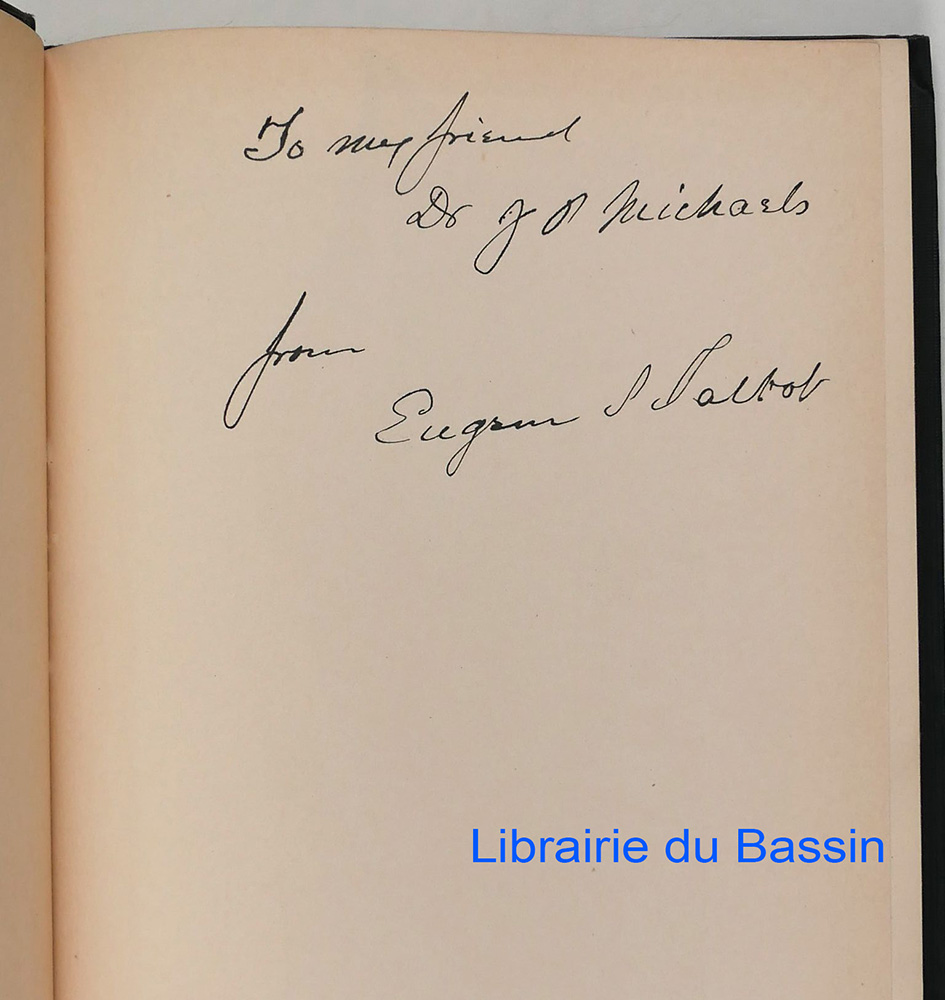 To my friend
Dr J P Michaels
from
Eugene S Talbot
Librairie du Bassin